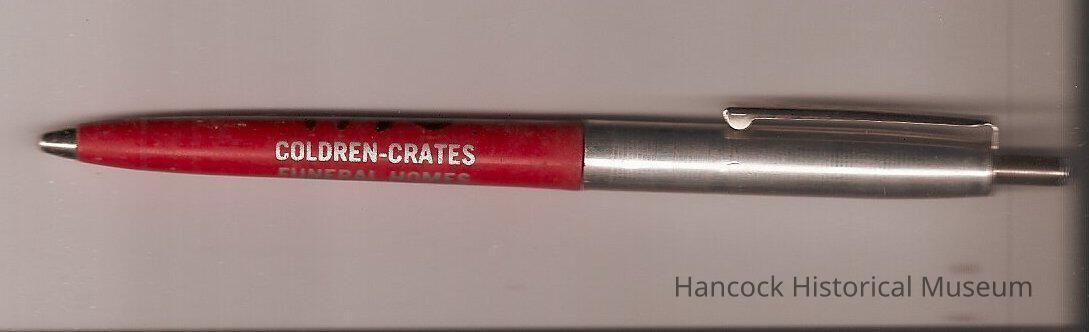 COLDREN-CRATES
FUNERAL HOMES
Hancock Historical Museum